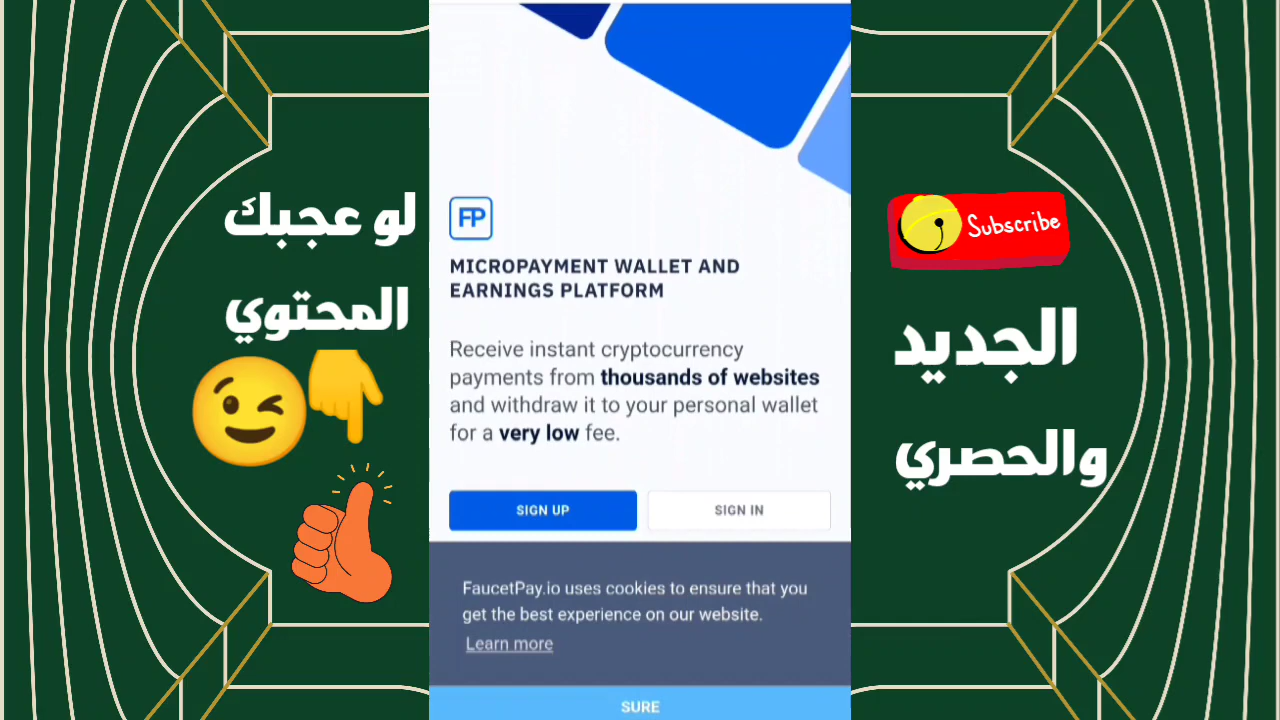 لو عجبك
المحتوي
FP
MICROPAYMENT WALLET AND
EARNINGS PLATFORM
Receive instant cryptocurrency
payments from thousands of websites
and withdraw it to your personal wallet
for a very low fee.
SIGN UP
SIGN IN
FaucetPay.io uses cookies to ensure that you
get the best experience on our website.
Learn more
SURE
Subscribe
الجديد
والحصري